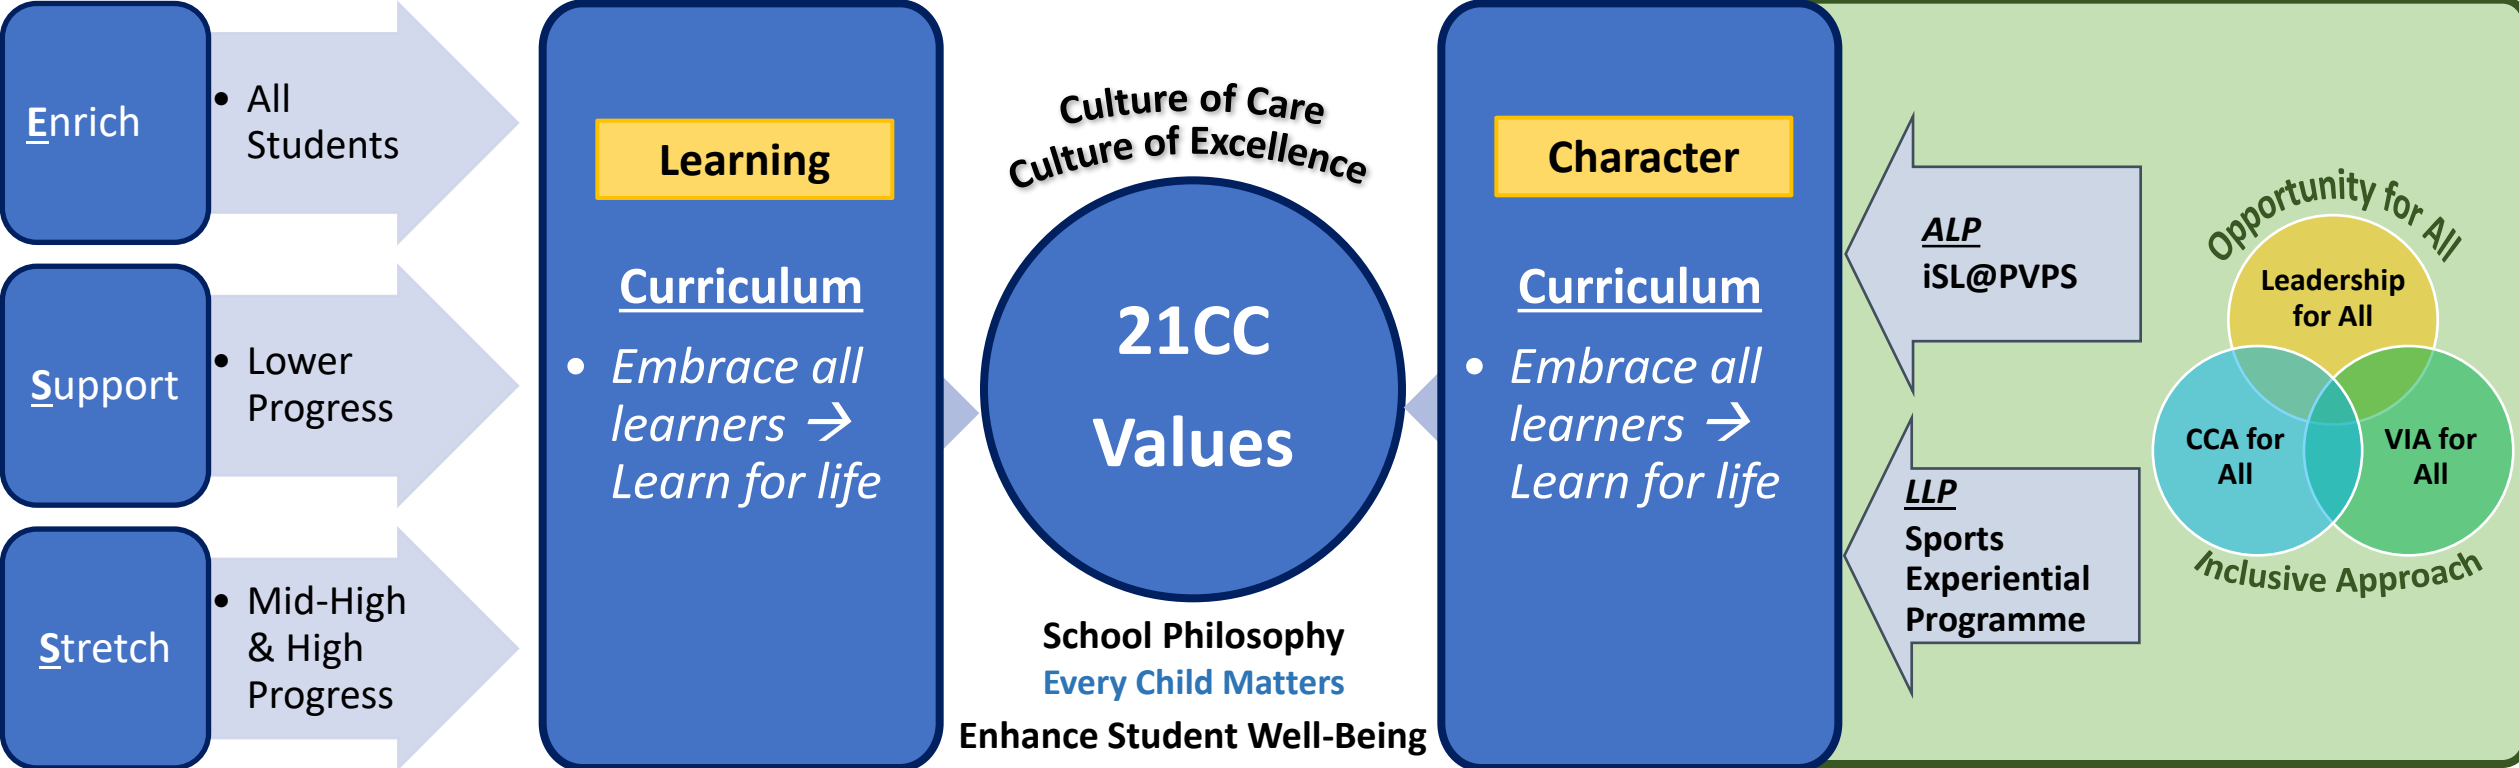 Enrich
• All
Students
Support
• Lower
Progress
Stretch
• Mid-High
& High
Progress
Learning
Curriculum
• Embrace all
learners →
Learn for life
Culture of Care
Culture of Excellence
21CC
Values
School Philosophy
Every Child Matters
Enhance Student Well-Being
Character
Curriculum
• Embrace all
learners →
Learn for life
ALP
iSL@PVPS
LLP
Sports
Experiential
Programme
Opportunity for All
Leadership
for All
CCA for
All
VIA for
All
Inclusive Approach